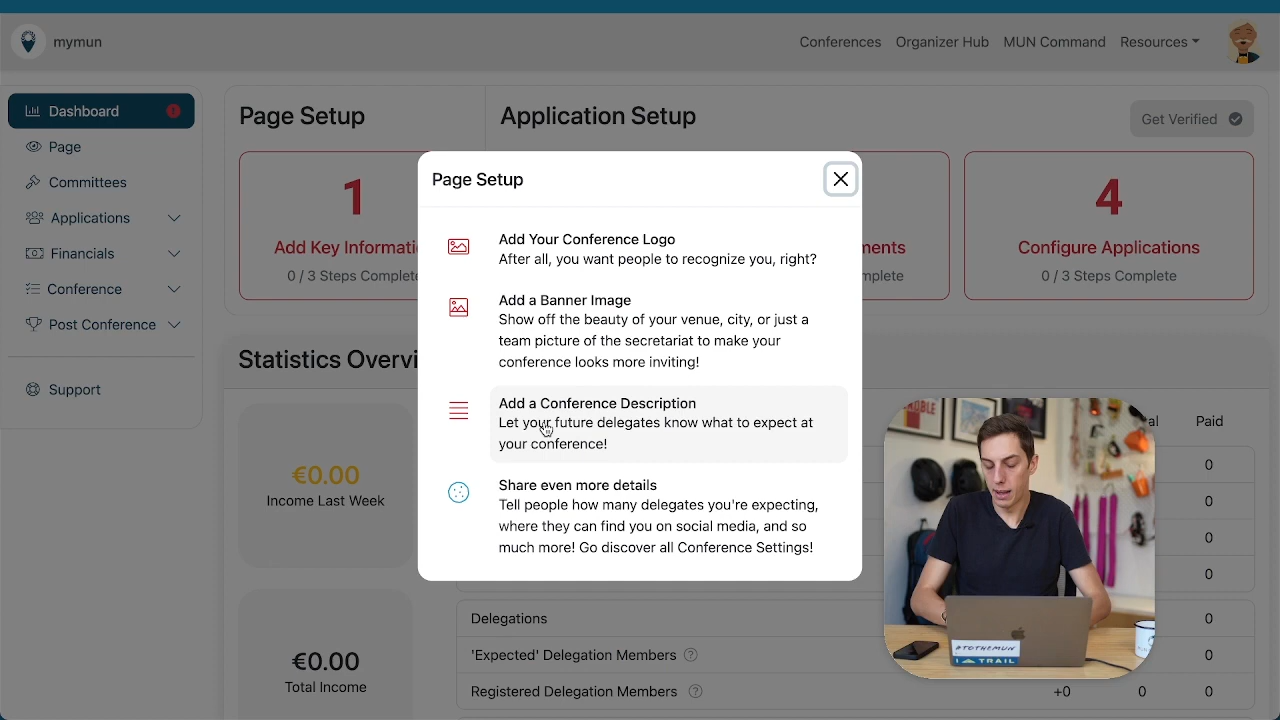 mymun
Conferences
Organizer Hub
MUN Command
Resources
Dashboard
Page
Committees
Applications
Financials
Conference
Post Conference
Support
Page Setup
Application Setup
Get Verified
1
Add Key
0 / 3 Steps
4
Configure Applications
0 / 3 Steps Complete
Page Setup
Add Your Conference Logo
After all, you want people to recognize you, right?
Add a Banner Image
Show off the beauty of your venue, city, or just a
team picture of the secretariat to make your
conference looks more inviting!
Add a Conference Description
Let your future delegates know what to expect at
your conference!
Share even more details
Tell people how many delegates you're expecting,
where they can find you on social media, and so
much more! Go discover all Conference Settings!
Statistics
€0.00
Income Last Week
€0.00
Total Income
Paid
0
0
0
0
Delegations
0
'Expected' Delegation Members
0
Registered Delegation Members
+0
0
0
#TOTHEMUN
TRAIL